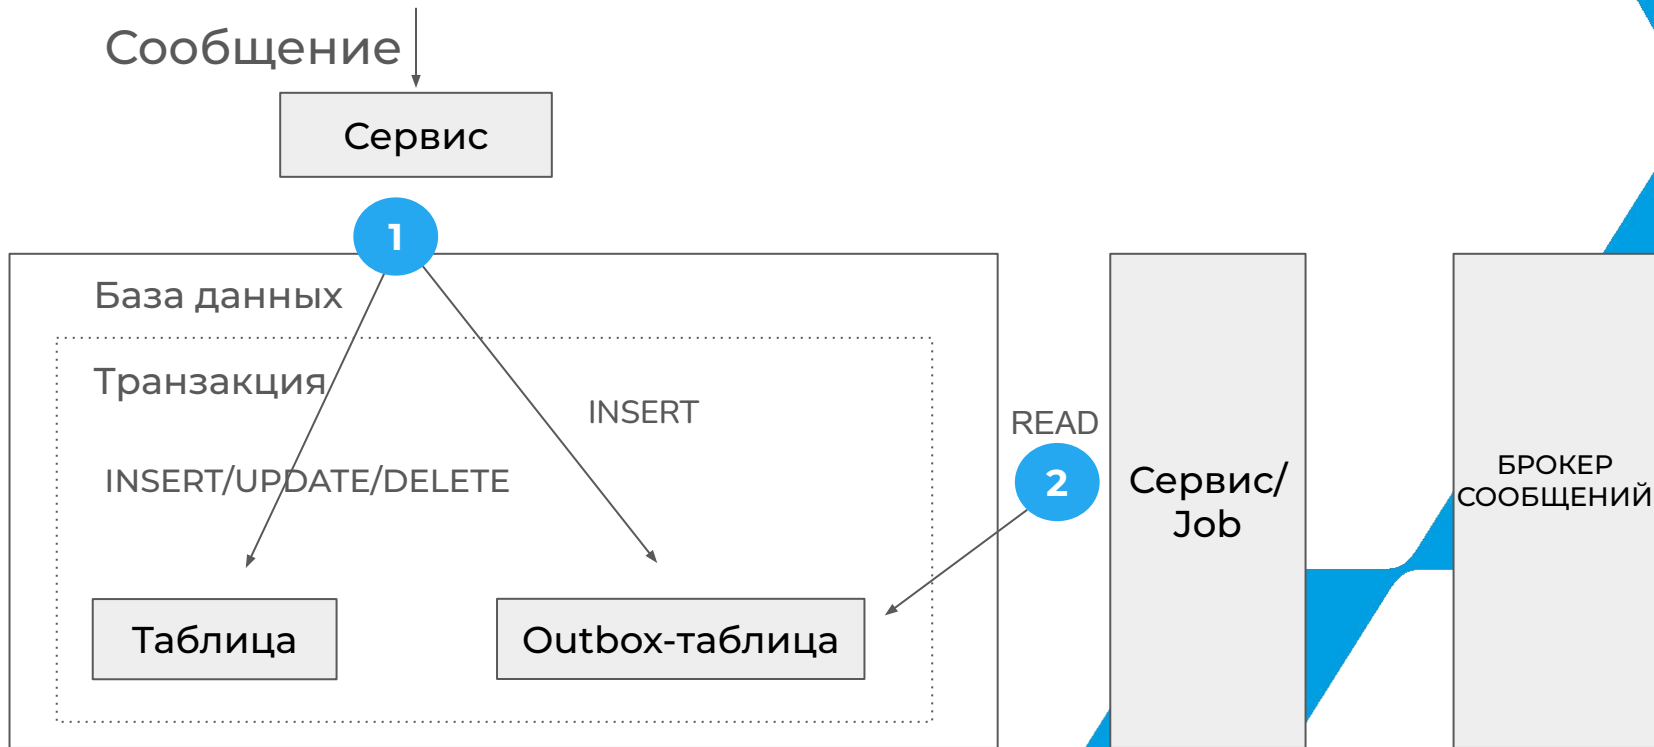 Сообщение
Сервис
1
База данных
Транзакция
INSERT
READ
INSERT/UPDATE/DELETE
2
Сервис/
Job
БРОКЕР
СООБЩЕНИЙ
Таблица
Outbox-таблица